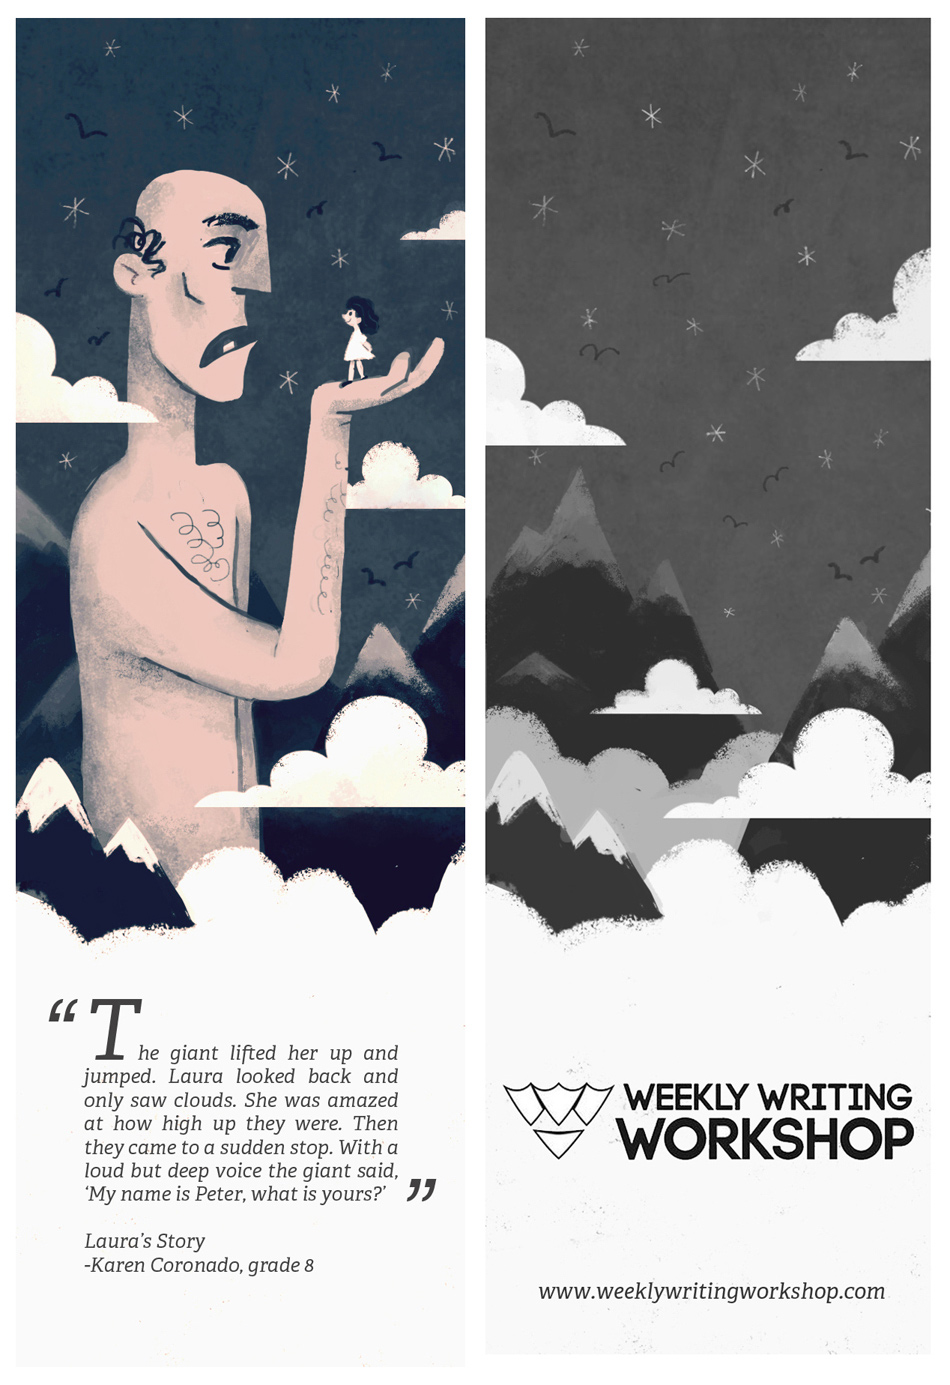 “The giant lifted her up and
jumped. Laura looked back and
only saw clouds. She was amazed
at how high up they were. Then
they came to a sudden stop. With a
loud but deep voice the giant said,
‘My name is Peter, what is yours?’ ”
Laura’s Story
-Karen Coronado, grade 8
WEEKLY WRITING
WORKSHOP
www.weeklywritingworkshop.com